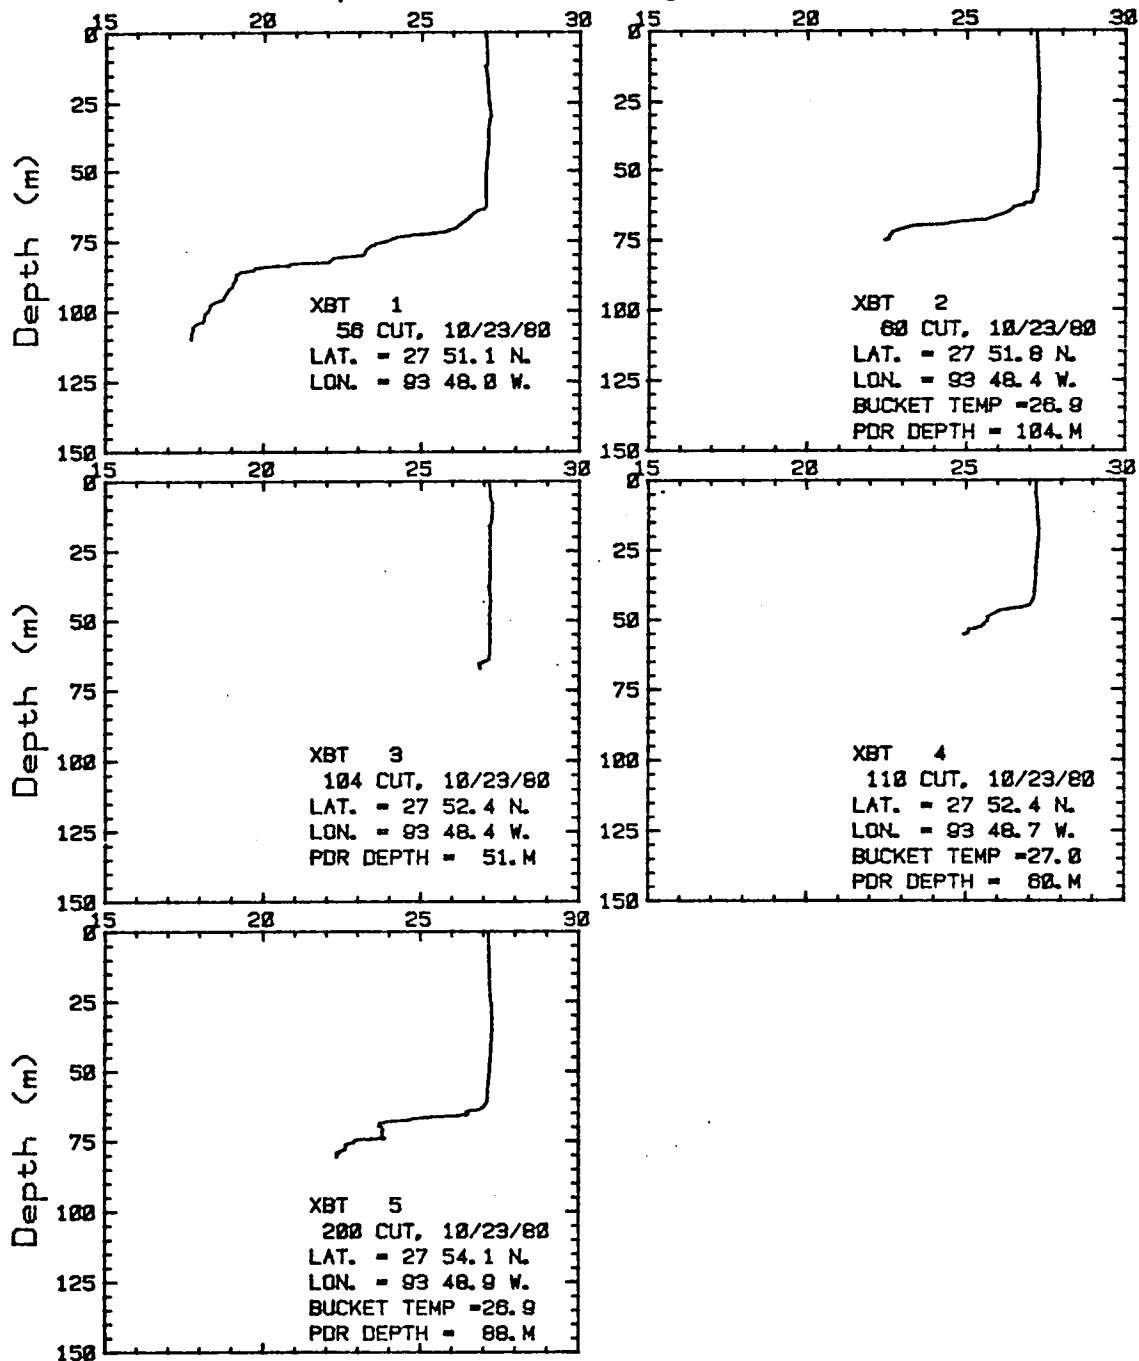 15 20 25 30
0
25
50
75
100
125
150
Depth (m)
XBT 1
56 CUT, 10/23/80
LAT. = 27 51.1 N.
LON. = 93 48.0 W.
15 20 25 30
0
25
50
75
100
125
150
XBT 2
60 CUT, 10/23/80
LAT. = 27 51.8 N.
LON. = 93 48.4 W.
BUCKET TEMP =26.9
PDR DEPTH = 104.M
15 20 25 30
0
25
50
75
100
125
150
Depth (m)
XBT 3
104 CUT, 10/23/80
LAT. = 27 52.4 N.
LON. = 93 48.4 W.
PDR DEPTH = 51.M
15 20 25 30
0
25
50
75
100
125
150
XBT 4
110 CUT, 10/23/80
LAT. = 27 52.4 N.
LON. = 93 48.7 W.
BUCKET TEMP =27.0
PDR DEPTH = 60.M
15 20 25 30
0
25
50
75
100
125
150
Depth (m)
XBT 5
200 CUT, 10/23/80
LAT. = 27 54.1 N.
LON. = 93 48.9 W.
BUCKET TEMP =26.9
PDR DEPTH = 88.M